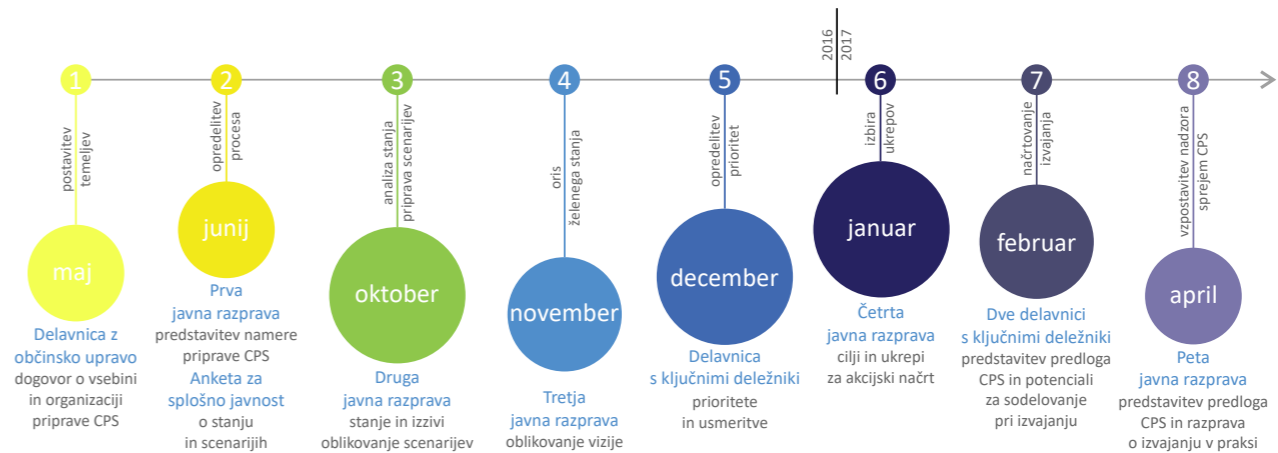 2016
2017
1
postavitev
temeljev
maj
Delavnica z
občinsko upravo
dogovor o vsebini
in organizaciji
priprave CPS
2
opredelitev
procesa
junij
Prva
javna razprava
predstavitev namere
priprave CPS
Anketa za
splošno javnost
o stanju
in scenarijih
3
analiza stanja
priprava scenarijev
oktober
Druga
javna razprava
stanje in izzivi
oblikovanje scenarijev
4
oris
želenega stanja
november
Tretja
javna razprava
oblikovanje vizije
5
opredelitev
prioritet
december
Delavnica
s ključnimi deležniki
prioritete
in usmeritve
6
izbira
ukrepov
januar
Četrta
javna razprava
cilji in ukrepi
za akcijski načrt
7
načrtovanje
izvajanja
februar
Dve delavnici
s ključnimi deležniki
predstavitev predloga
CPS in potenciali
za sodelovanje
pri izvajanju
8
vzpostavitev nadzora
sprejem CPS
april
Peta
javna razprava
predstavitev predloga
CPS in razprava
o izvajanju v praksi